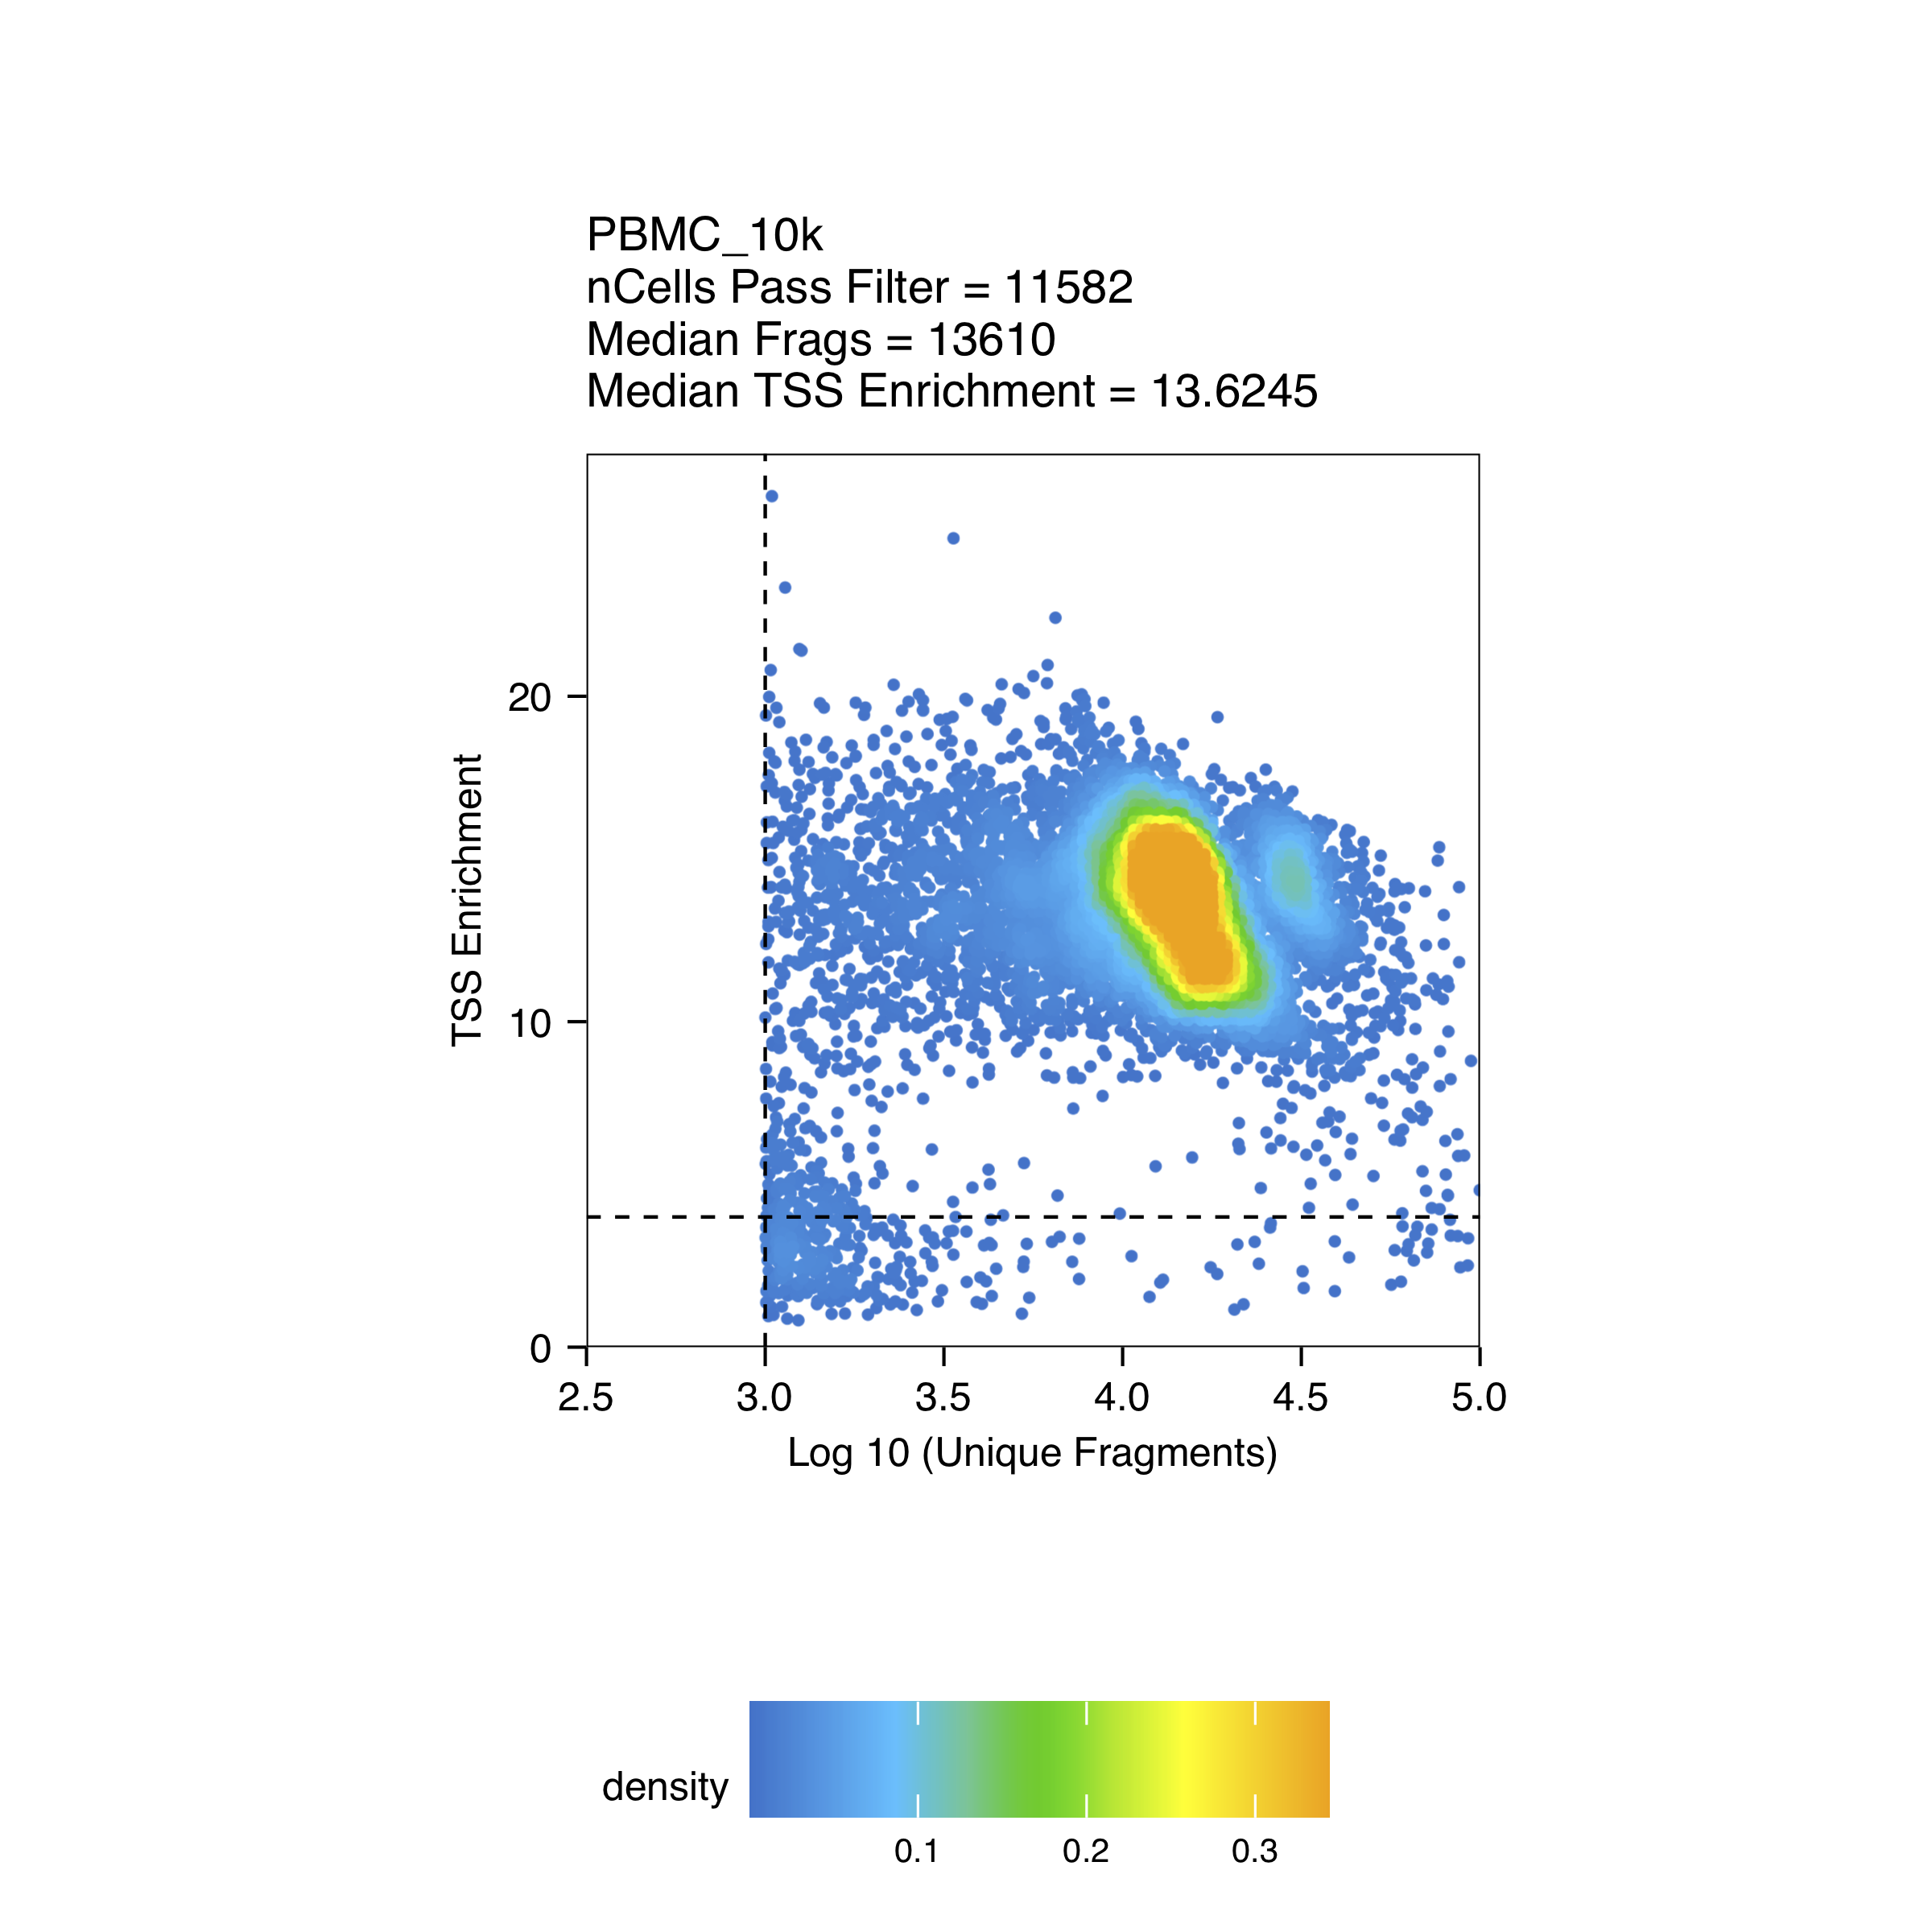 PBMC_10k
nCells Pass Filter = 11582
Median Frags = 13610
Median TSS Enrichment = 13.6245
TSS Enrichment
20
10
0
2.5 3.0 3.5 4.0 4.5 5.0
Log 10 (Unique Fragments)
density
0.1 0.2 0.3